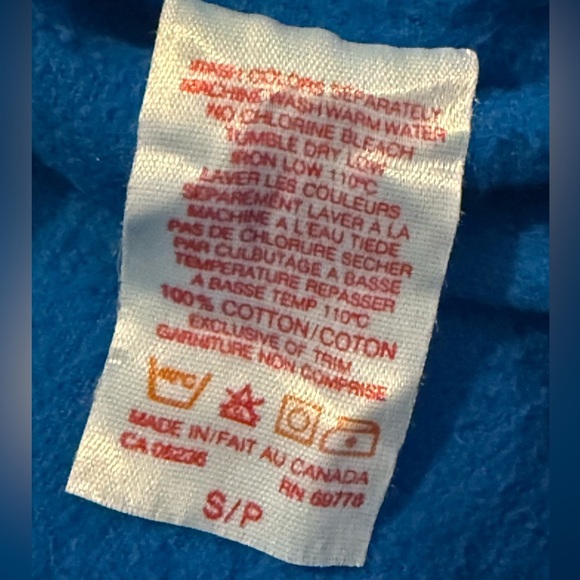 WASH COLORS SEPARATELY
MACHINE WASH WARM WATER
NO CHLORINE BLEACH
TUMBLE DRY LOW
IRON LOW 110°C
LAVER LES COULEURS
SEPAREMENT LAVER À LA
MACHINE A L'EAU TIEDE
PAS DE CHLORURE SECHER
PAR CULBUTAGE A BASSE
TEMPERATURE REPASSER
A BASSE TEMP 110°C
100% COTTON/COTON
EXCLUSIVE OF TRIM
GARNITURE NON COMPRISE
MADE IN/FAIT AU CANADA
CA 05236 RN 69778
S/P